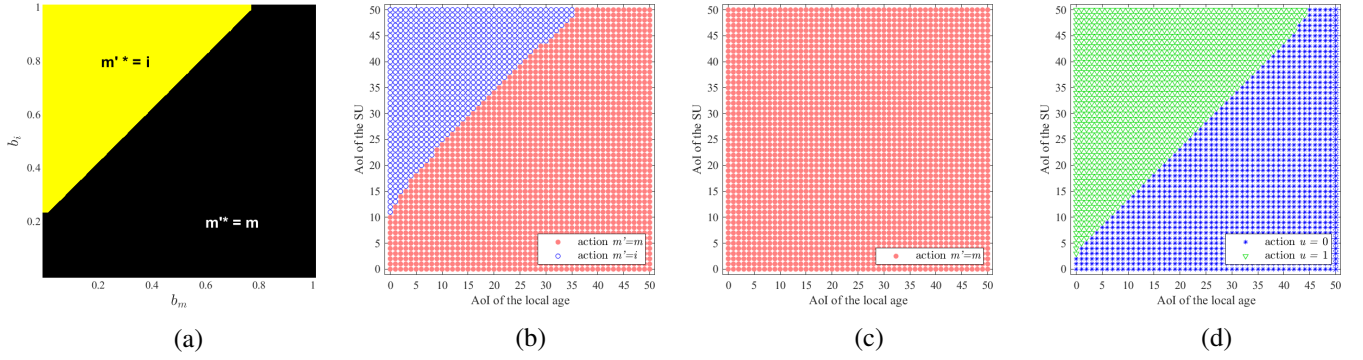 1
0.8
0.6
0.4
0.2
b_i
m' * = i
m'* = m
0.2 0.4 0.6 0.8 1
b_m
(a)
50
45
40
35
30
25
20
15
10
5
0
AoI of the SU
action m'=m
action m'=i
0 5 10 15 20 25 30 35 40 45 50
AoI of the local age
(b)
50
45
40
35
30
25
20
15
10
5
0
AoI of the SU
action m'=m
0 5 10 15 20 25 30 35 40 45 50
AoI of the local age
(c)
50
45
40
35
30
25
20
15
10
5
0
AoI of the SU
action u = 0
action u = 1
0 5 10 15 20 25 30 35 40 45 50
AoI of the local age
(d)